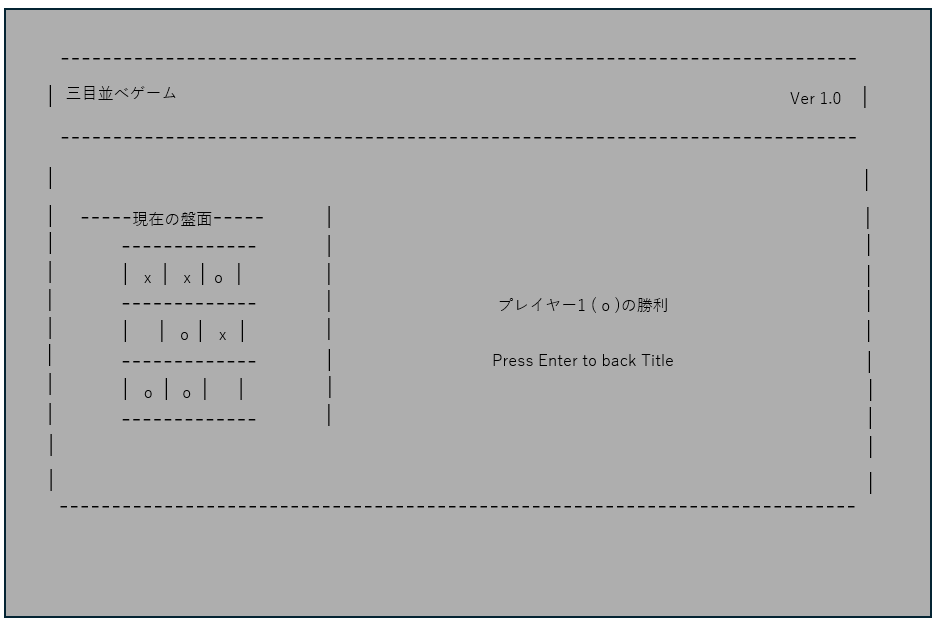 三目並べゲーム
Ver 1.0
-----現在の盤面-----
-------------
| x | x | o |
-------------
|  | o | x |
-------------
| o | o |  |
-------------
プレイヤー1 ( o )の勝利
Press Enter to back Title